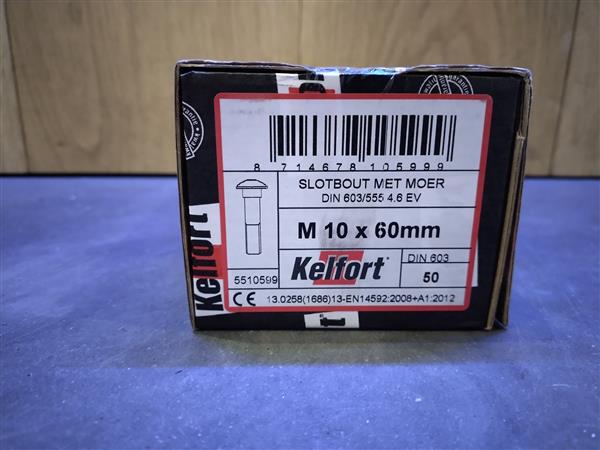 8 714678 105999
SLOTBOUT MET MOER
DIN 603/555 4.6 EV
M 10 x 60mm
Kelfort
DIN 603
50
5510599
CE 13.0258(1686)13-EN14592:2008+A1:2012
Kelfort
t